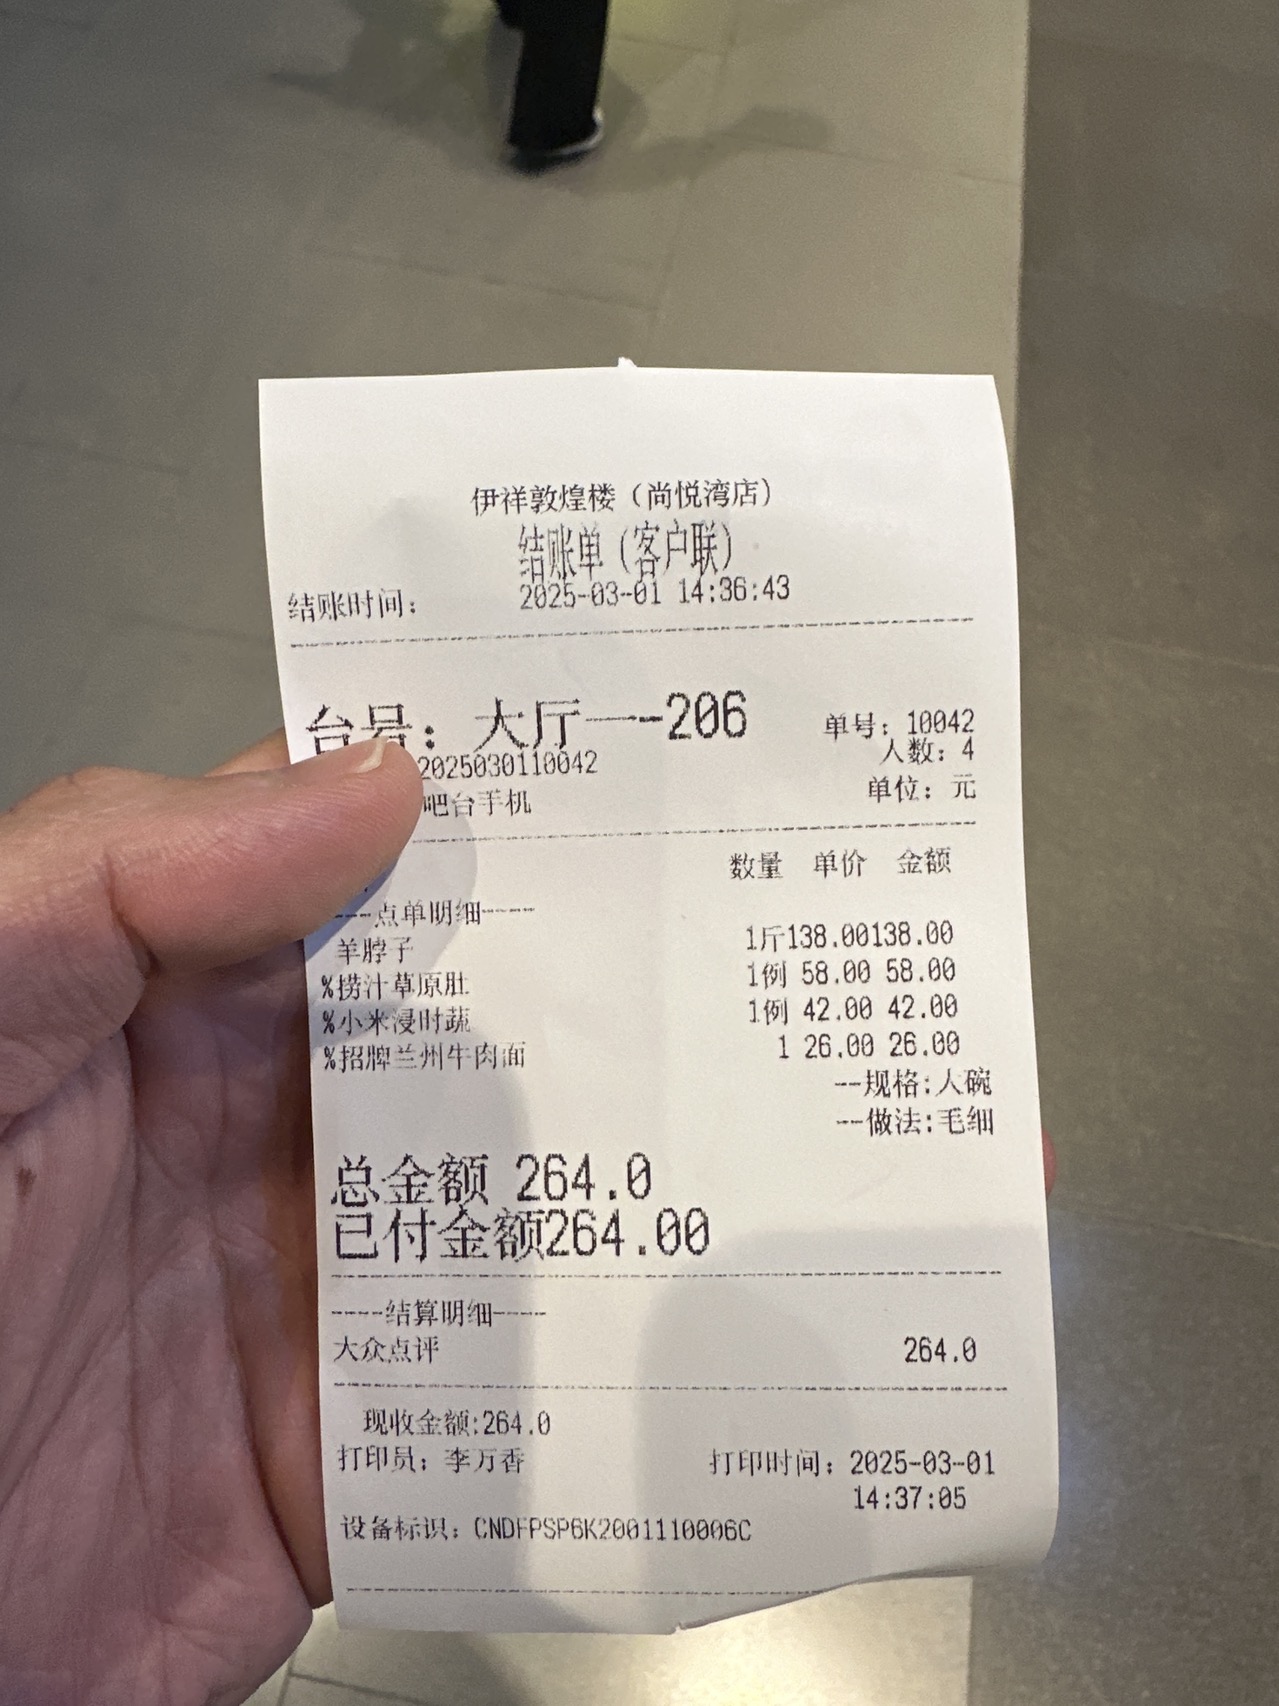 伊祥敦煌楼（尚悦湾店）
结账单（客户联）
结账时间： 2025-03-01 14:36:43
台号：大厅一-206 单号：10042
2025030110042 人数：4
吧台手机 单位：元
数量 单价 金额
----点单明细----
羊脖子 1斤138.00138.00
%捞汁草原肚 1例 58.00 58.00
%小米浸时蔬 1例 42.00 42.00
%招牌兰州牛肉面 1 26.00 26.00
--规格:人碗
--做法:毛细
总金额 264.0
已付金额264.00
----结算明细----
大众点评 264.0
现收金额:264.0
打印员：李万香 打印时间：2025-03-01
14:37:05
设备标识：CNDFPSP6K2001110006C